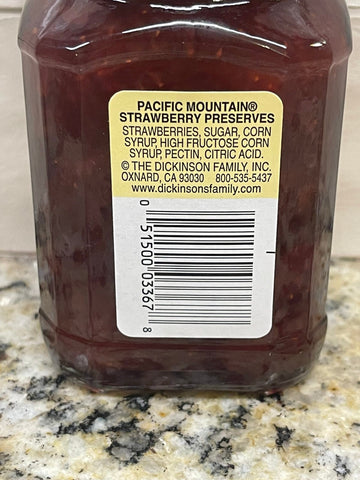 PACIFIC MOUNTAIN®
STRAWBERRY PRESERVES
STRAWBERRIES, SUGAR, CORN
SYRUP, HIGH FRUCTOSE CORN
SYRUP, PECTIN, CITRIC ACID.
© THE DICKINSON FAMILY, INC.
OXNARD, CA 93030 800-535-5437
www.dickinsonsfamily.com
0 51500 03367 8